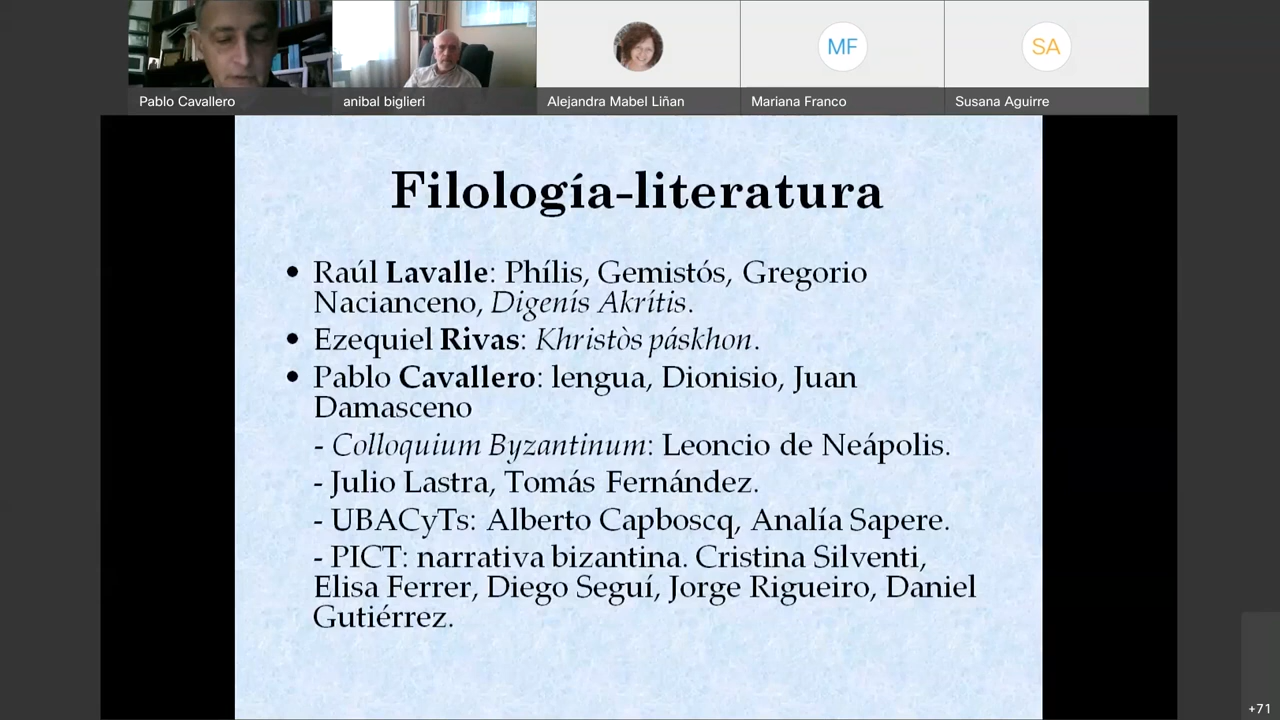 Pablo Cavallero
anibal biglieri
Alejandra Mabel Liñan
MF
Mariana Franco
SA
Susana Aguirre
Filología-literatura
• Raúl Lavalle: Phílis, Gemistós, Gregorio
Nacianceno, Digenís Akrítis.
• Ezequiel Rivas: Khristòs páskhon.
• Pablo Cavallero: lengua, Dionisio, Juan
Damasceno
- Colloquium Byzantinum: Leoncio de Neápolis.
- Julio Lastra, Tomás Fernández.
- UBACyTs: Alberto Capboscq, Analía Sapere.
- PICT: narrativa bizantina. Cristina Silventi,
Elisa Ferrer, Diego Seguí, Jorge Rigueiro, Daniel
Gutiérrez.
+71